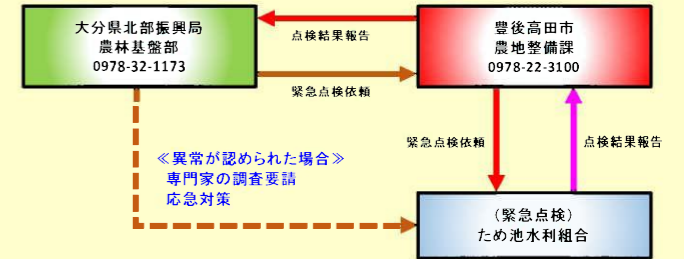 大分県北部振興局
農林基盤部
0978-32-1173
点検結果報告
緊急点検依頼
豊後高田市
農地整備課
0978-22-3100
緊急点検依頼
点検結果報告
≪異常が認められた場合≫
専門家の調査要請
応急対策
（緊急点検）
ため池水利組合